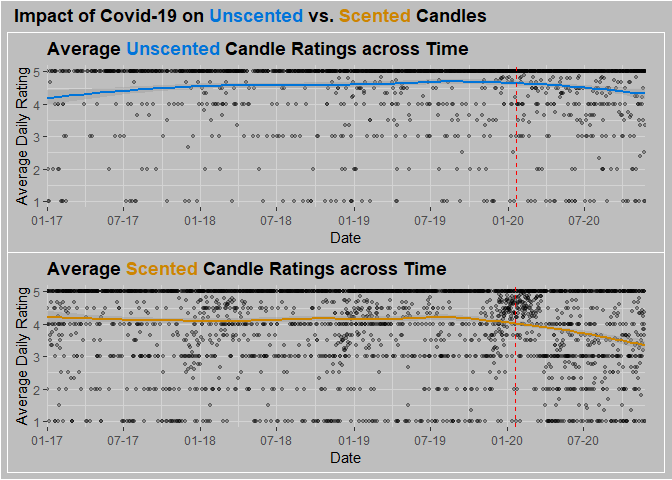 Impact of Covid-19 on Unscented vs. Scented Candles
Average Unscented Candle Ratings across Time
Average Daily Rating
5
4
3
2
1
01-17 07-17 01-18 07-18 01-19 07-19 01-20 07-20
Date
Average Scented Candle Ratings across Time
Average Daily Rating
5
4
3
2
1
01-17 07-17 01-18 07-18 01-19 07-19 01-20 07-20
Date